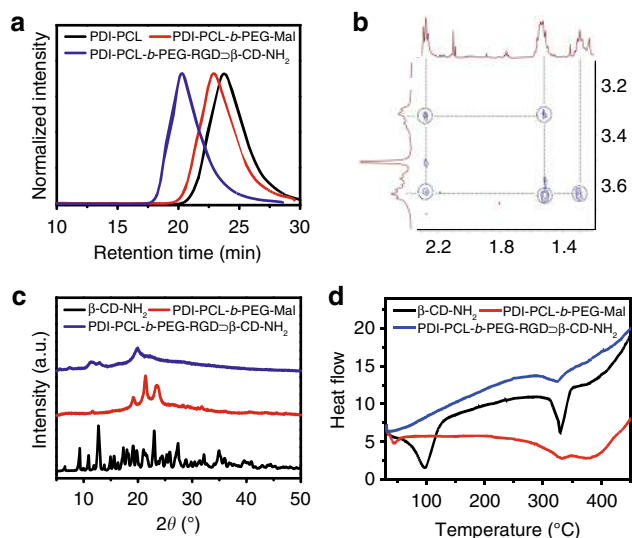 a
PDI-PCL PDI-PCL-b-PEG-Mal
PDI-PCL-b-PEG-RGD⊃β-CD-NH2
Normalized intensity
10 15 20 25 30
Retention time (min)
b
3.2
3.4
3.6
2.2 1.8 1.4
c
β-CD-NH2 PDI-PCL-b-PEG-Mal
PDI-PCL-b-PEG-RGD⊃β-CD-NH2
Intensity (a.u.)
10 20 30 40 50
2θ (°)
d
β-CD-NH2 PDI-PCL-b-PEG-Mal
PDI-PCL-b-PEG-RGD⊃β-CD-NH2
Heat flow
20
15
10
5
0
100 200 300 400
Temperature (°C)